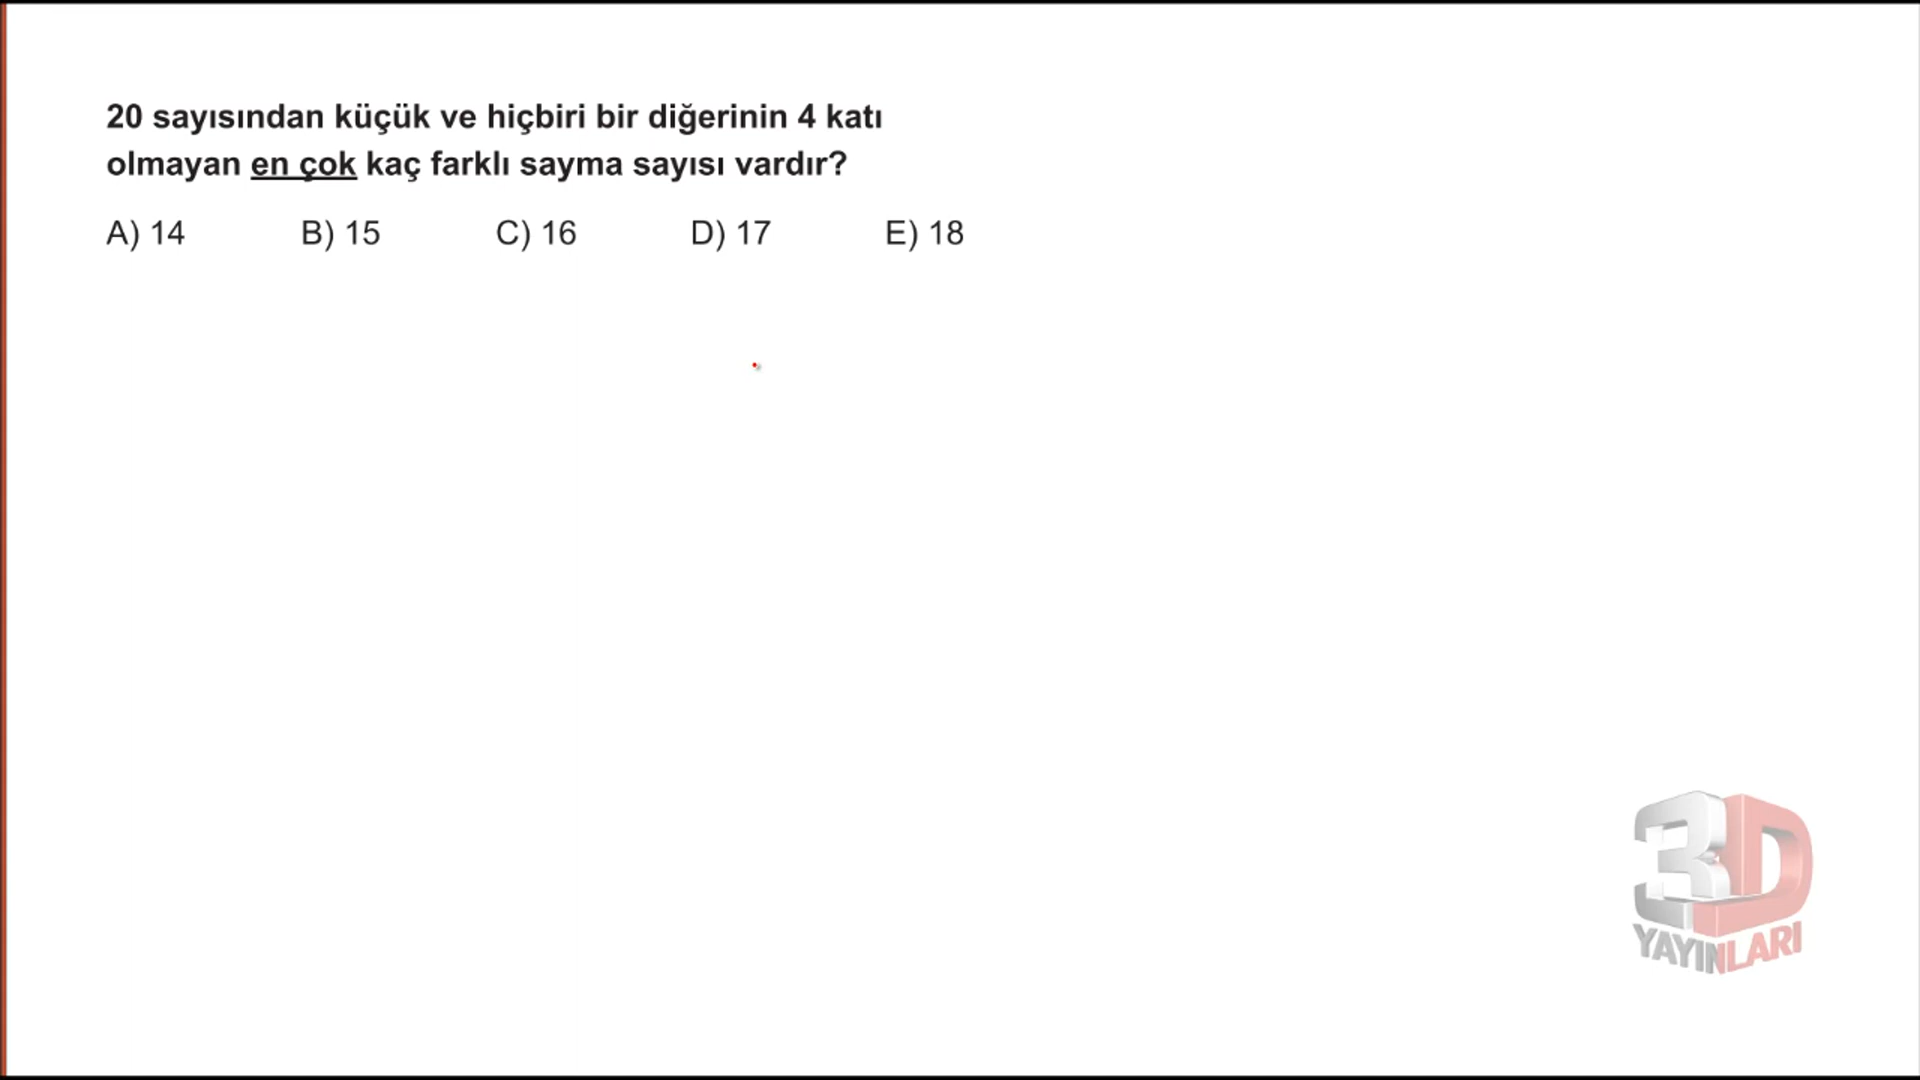 20 sayısından küçük ve hiçbiri bir diğerinin 4 katı
olmayan en çok kaç farklı sayma sayısı vardır?
A) 14 B) 15 C) 16 D) 17 E) 18
3D
YAYINLARI